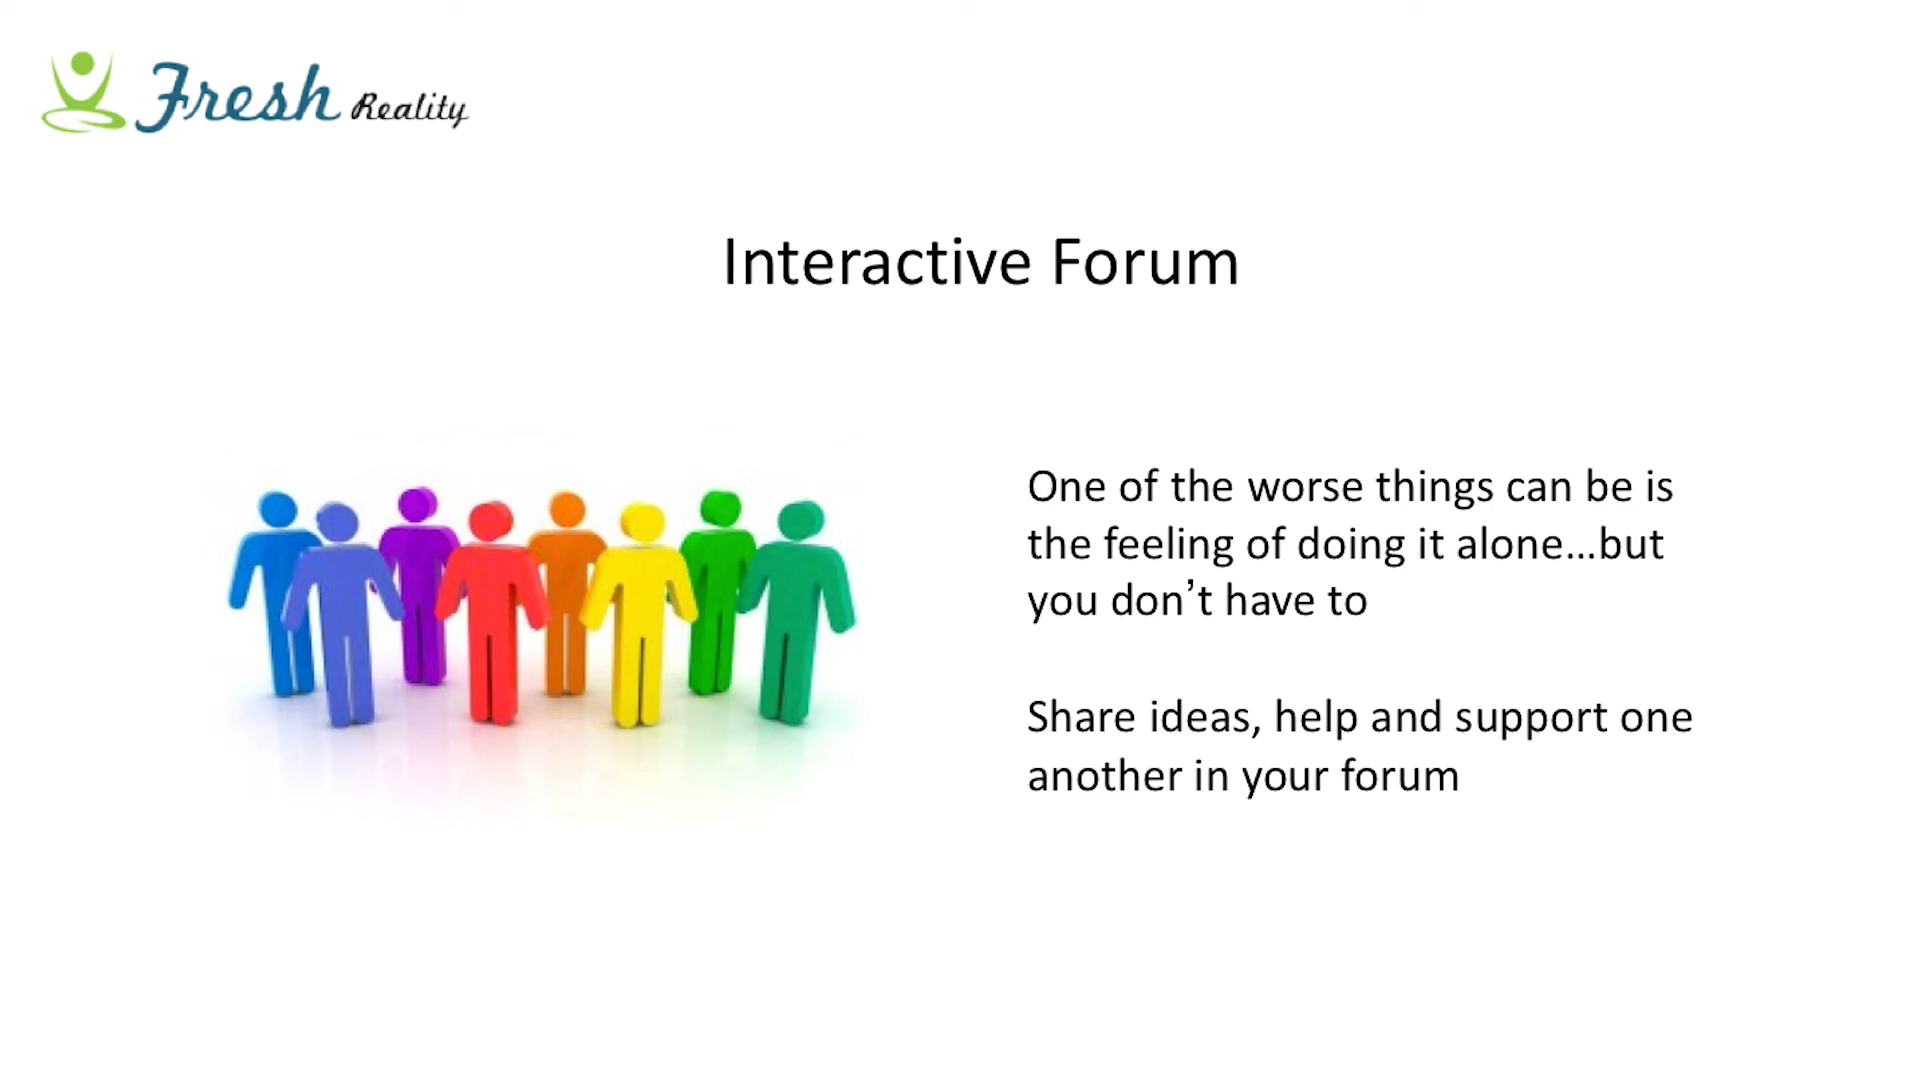 Fresh Reality
Interactive Forum
One of the worse things can be is
the feeling of doing it alone...but
you don’t have to
Share ideas, help and support one
another in your forum